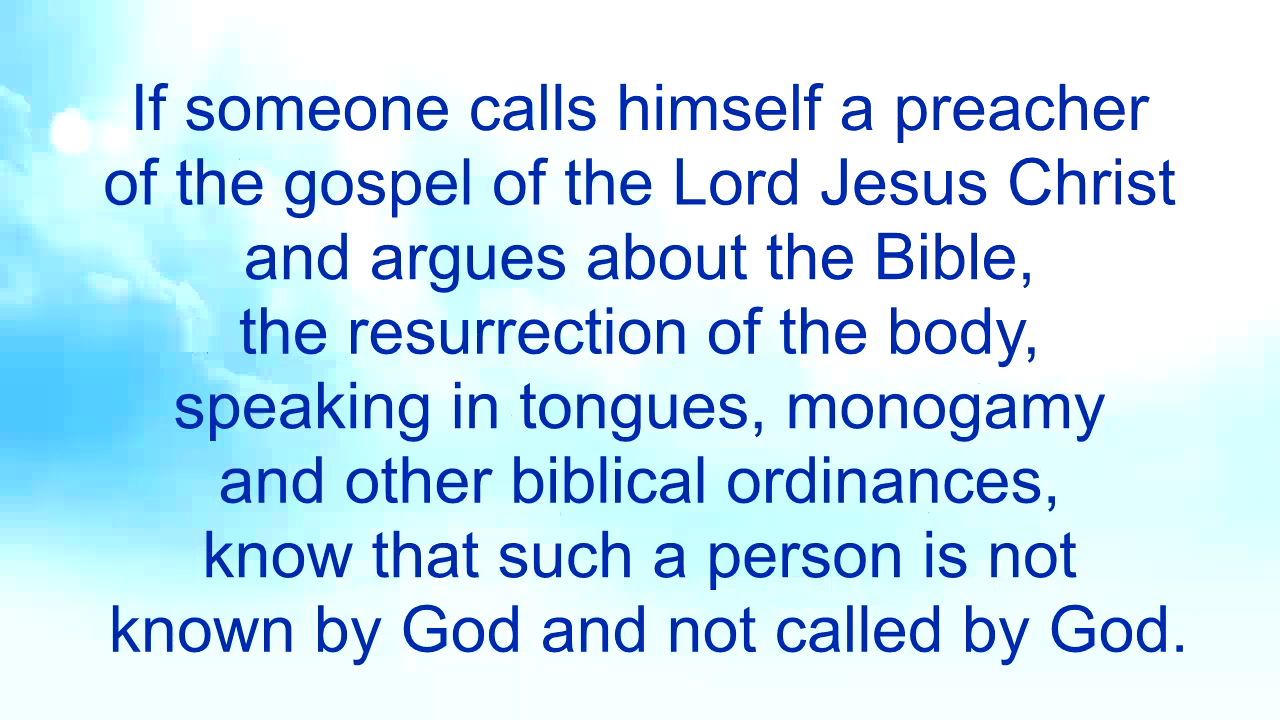 If someone calls himself a preacher
of the gospel of the Lord Jesus Christ
and argues about the Bible,
the resurrection of the body,
speaking in tongues, monogamy
and other biblical ordinances,
know that such a person is not
known by God and not called by God.